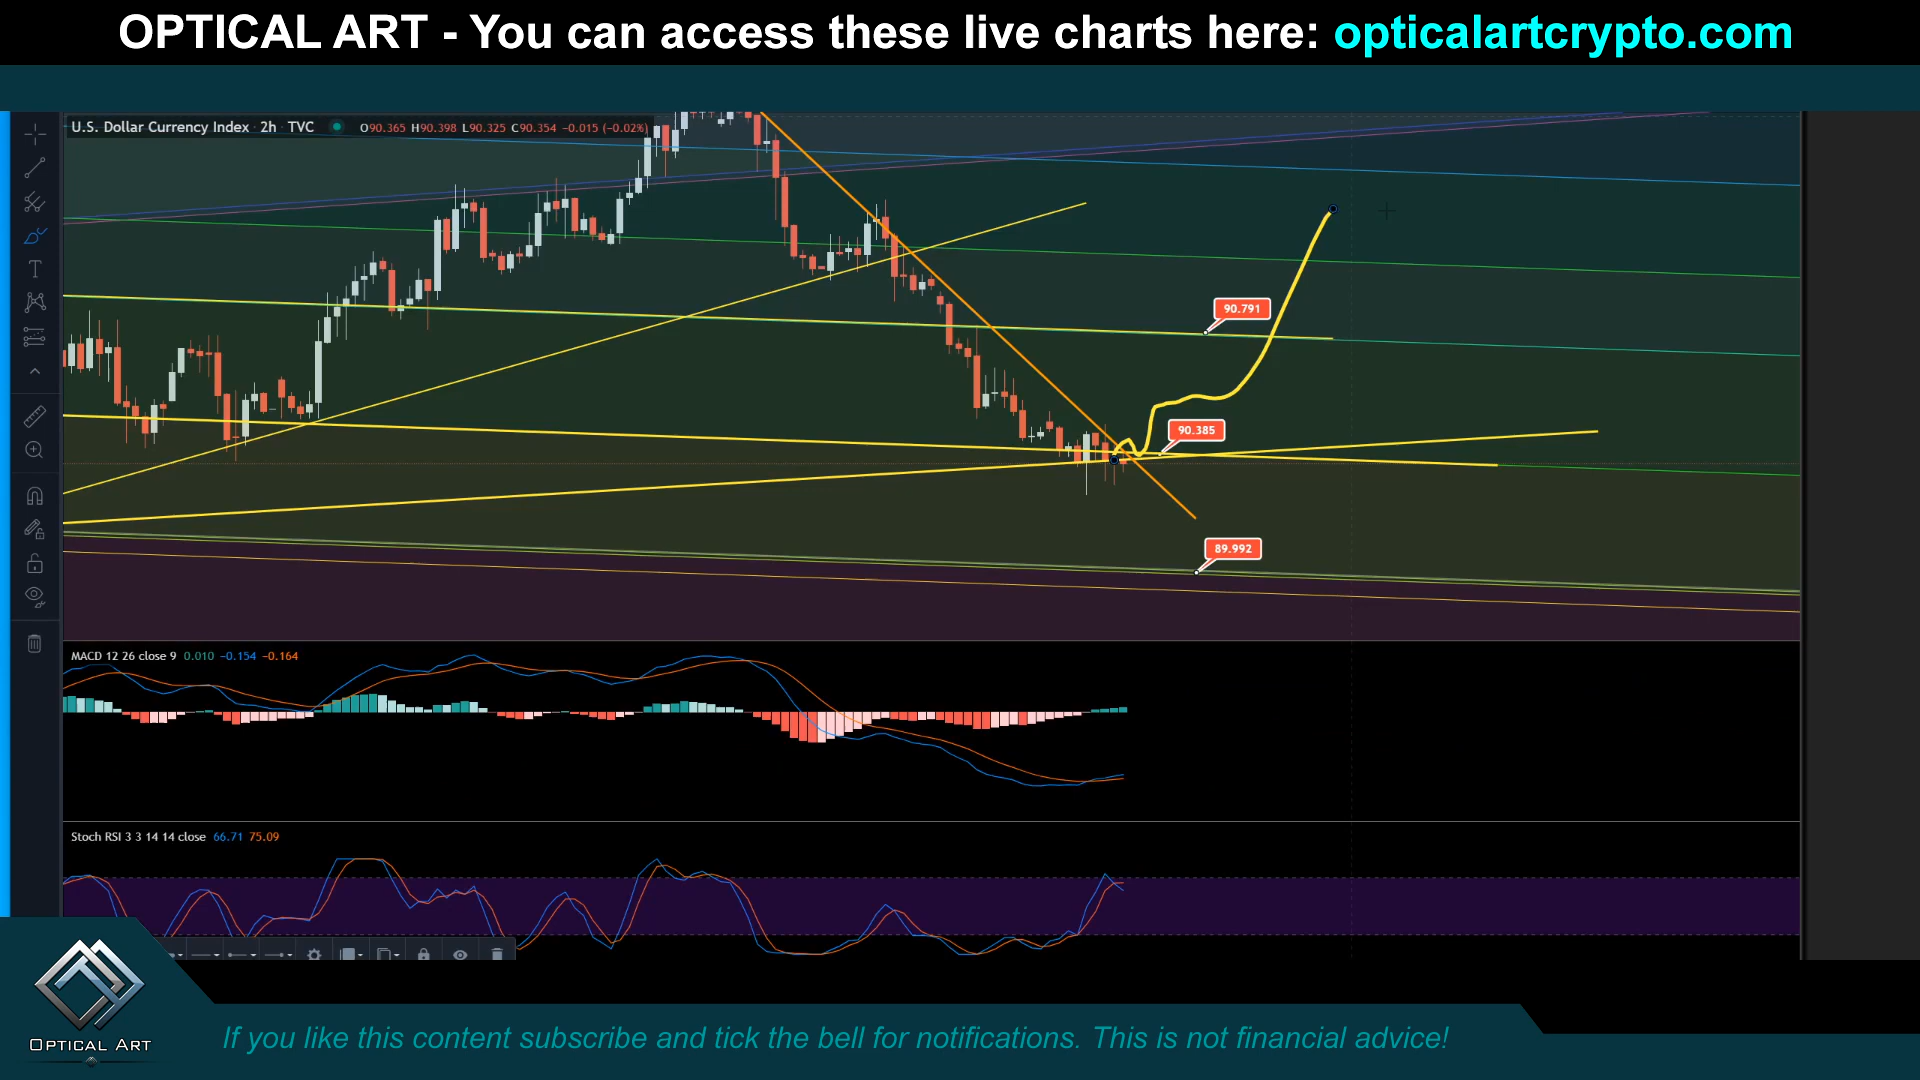 OPTICAL ART - You can access these live charts here: opticalartcrypto.com
U.S. Dollar Currency Index · 2h · TVC O90.365 H90.398 L90.325 C90.354 −0.015 (−0.02%)
90.791
90.385
89.992
MACD 12 26 close 9 0.010 −0.154 −0.164
Stoch RSI 3 3 14 14 close 66.71 75.09
OPTICAL ART
If you like this content subscribe and tick the bell for notifications. This is not financial advice!